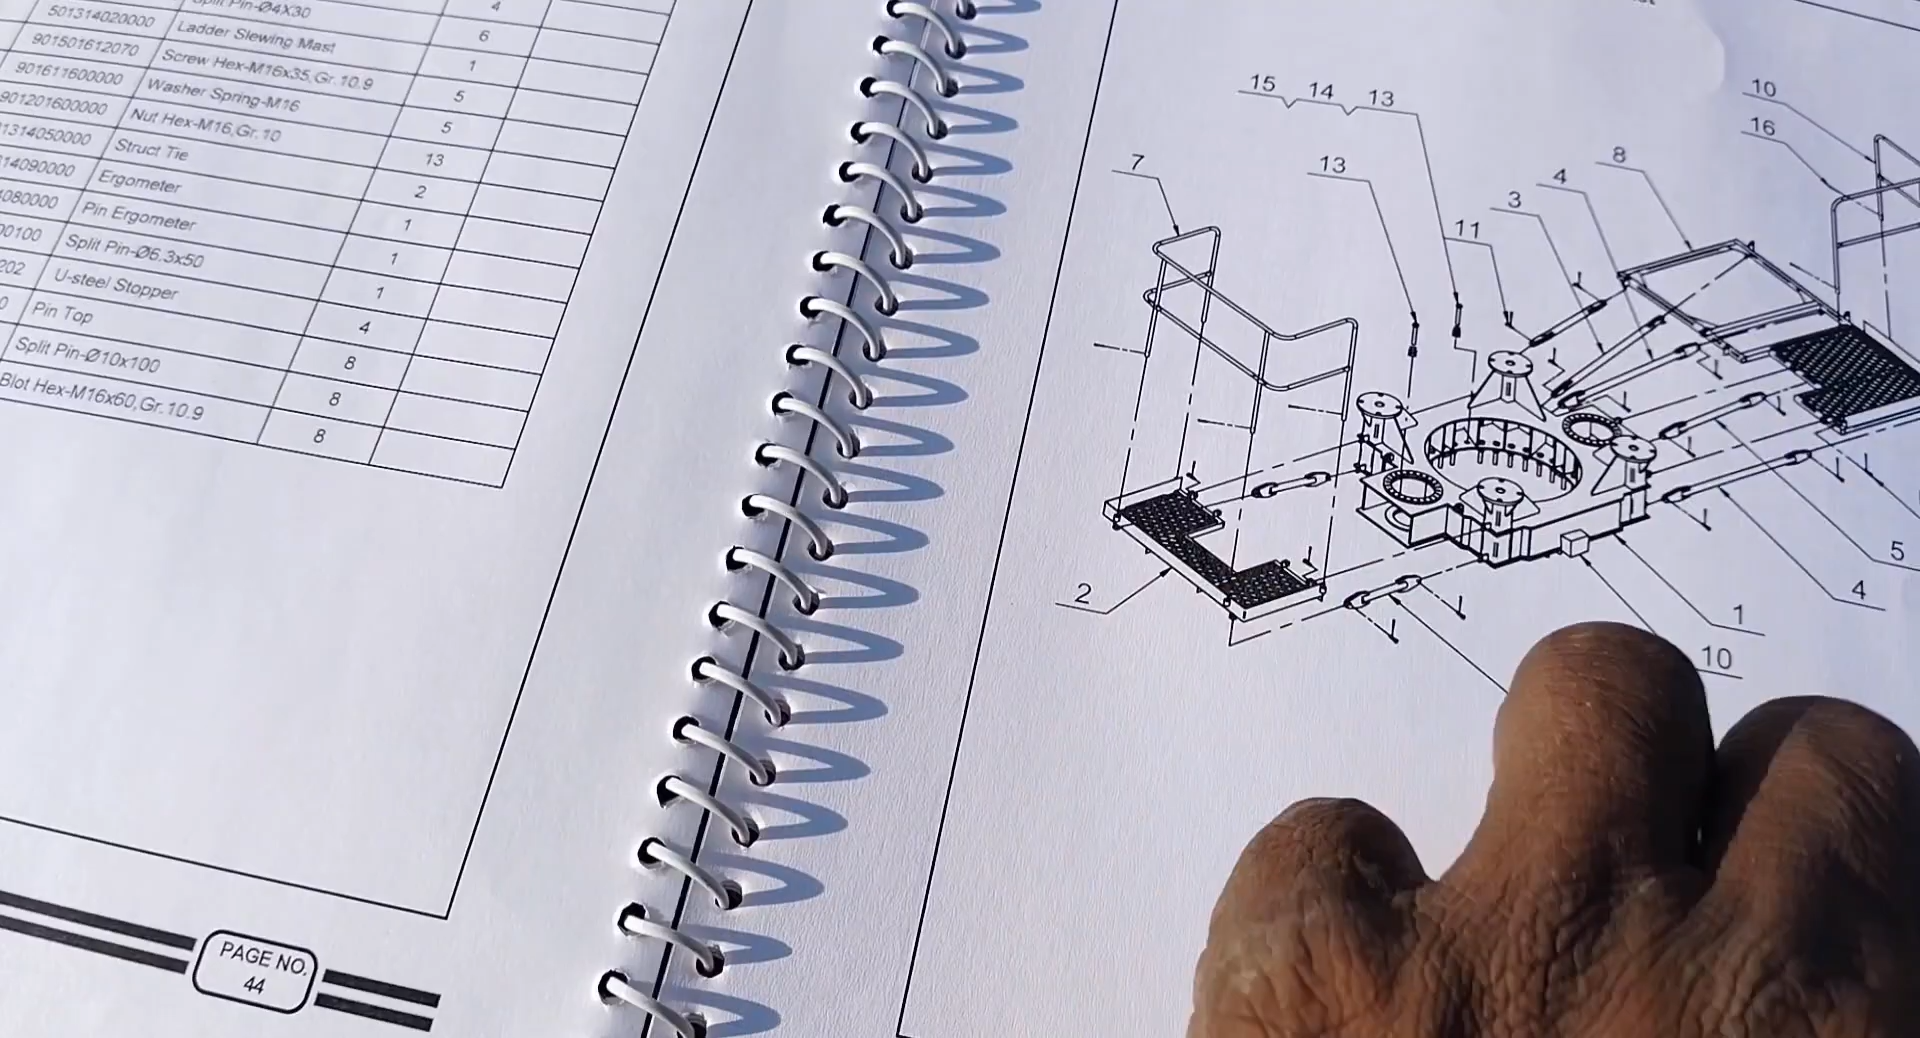 4
Split Pin-Ø4X30 6
501314020000 Ladder Slewing Mast 1
901501612070 Screw Hex-M16x35,Gr.10.9 5
901611600000 Washer Spring-M16 5
901201600000 Nut Hex-M16,Gr.10 13
1314050000 Struct Tie 2
14090000 Ergometer 1
080000 Pin Ergometer 1
00100 Split Pin-Ø6.3x50 1
202 U-steel Stopper 4
0 Pin Top 8
Split Pin-Ø10x100 8
Blot Hex-M16x60,Gr.10.9 8
PAGE NO.
44
15 14 13
10
16
7
13
8
4
3
11
5
4
2
1
10